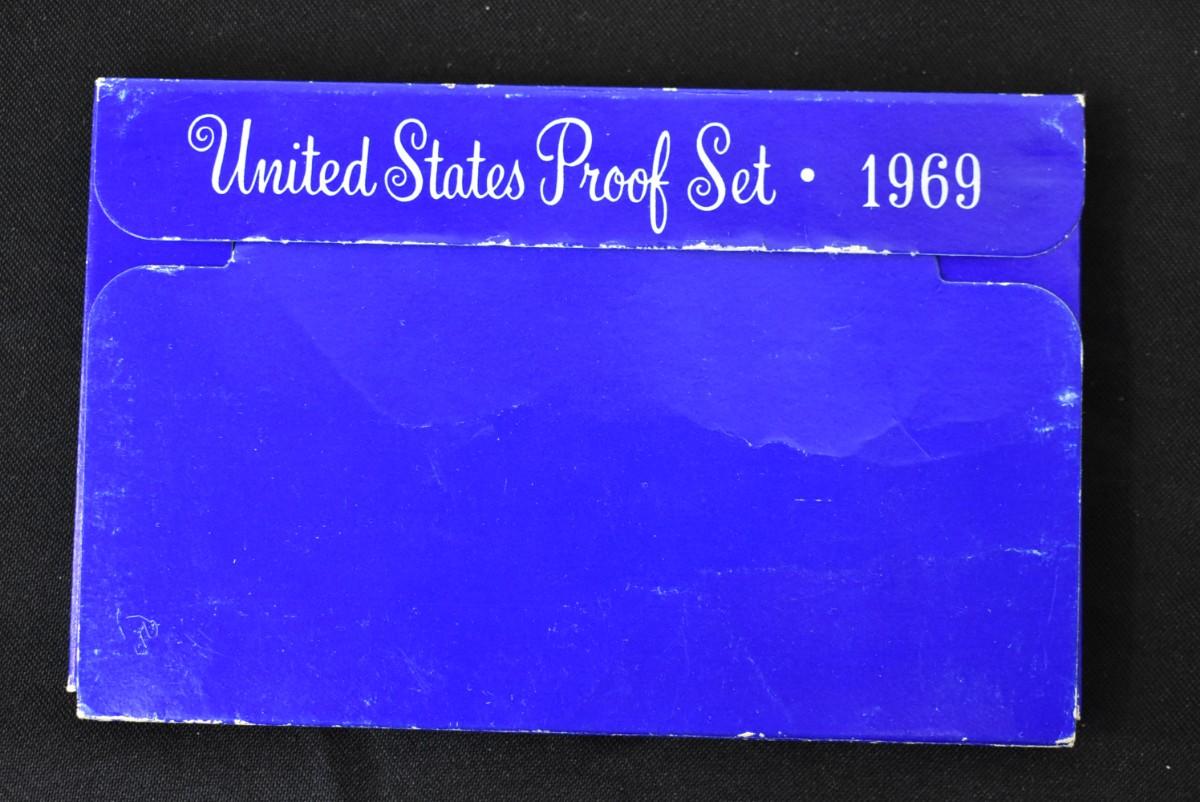 United States Proof Set • 1969